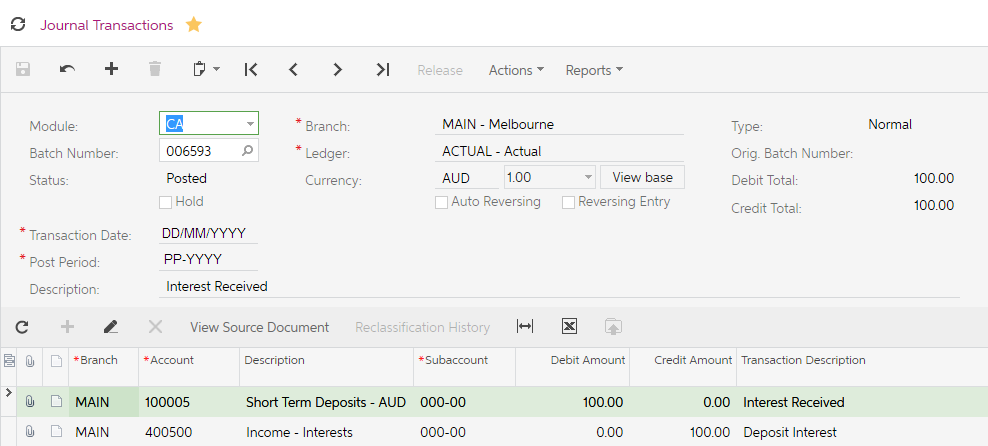 Journal Transactions
Release Actions Reports
Module: CA * Branch: MAIN - Melbourne Type: Normal
Batch Number: 006593 * Ledger: ACTUAL - Actual Orig. Batch Number:
Status: Posted Currency: AUD 1.00 View base Debit Total: 100.00
Hold Auto Reversing Reversing Entry Credit Total: 100.00
* Transaction Date: DD/MM/YYYY
* Post Period: PP-YYYY
Description: Interest Received
View Source Document Reclassification History
*Branch *Account Description *Subaccount Debit Amount Credit Amount Transaction Description
MAIN 100005 Short Term Deposits - AUD 000-00 100.00 0.00 Interest Received
MAIN 400500 Income - Interests 000-00 0.00 100.00 Deposit Interest